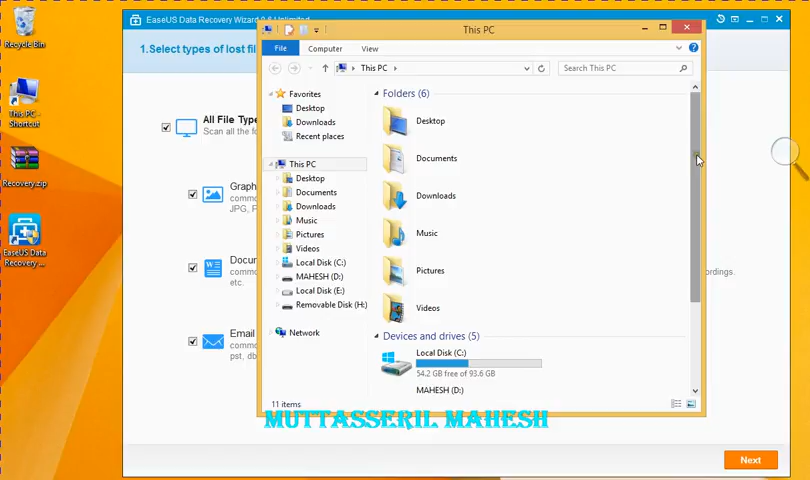 Recycle Bin
This PC -
Shortcut
Recovery.zip
EaseUS Data
Recovery ...
EaseUS Data Recovery Wizard
Unlimited
1.Select types of lost fil
All File Type
Scan all the fo
Graph
commo
JPG, F
Docun
commo
etc.
Email
commo
pst, db
cordings.
Next
This PC
File
Computer
View
This PC
Search This PC
Favorites
Desktop
Downloads
Recent places
This PC
Desktop
Documents
Downloads
Music
Pictures
Videos
Local Disk (C:)
MAHESH (D:)
Local Disk (E:)
Removable Disk (H:)
Network
Folders (6)
Desktop
Documents
Downloads
Music
Pictures
Videos
Devices and drives (5)
Local Disk (C:)
54.2 GB free of 93.6 GB
MAHESH (D:)
11 items
MUTTASSERIL MAHESH